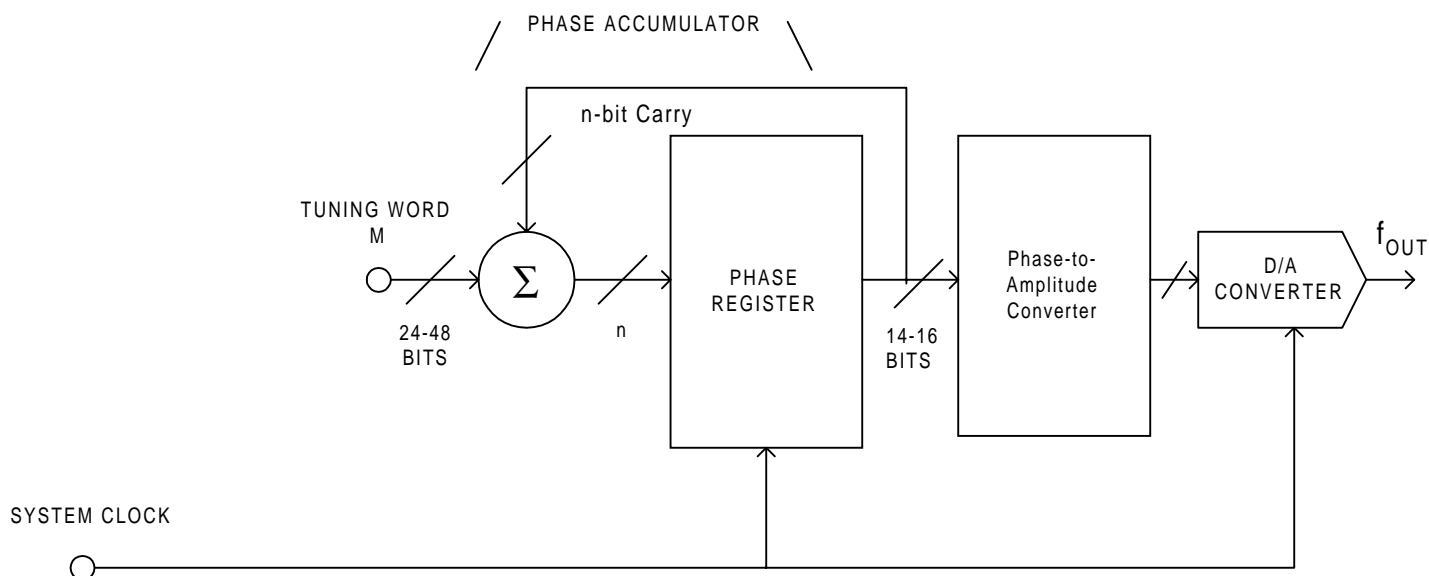 PHASE ACCUMULATOR
n-bit Carry
TUNING WORD
M
Σ
24-48
BITS
n
PHASE
REGISTER
14-16
BITS
Phase-to-
Amplitude
Converter
D/A
CONVERTER
fOUT
SYSTEM CLOCK